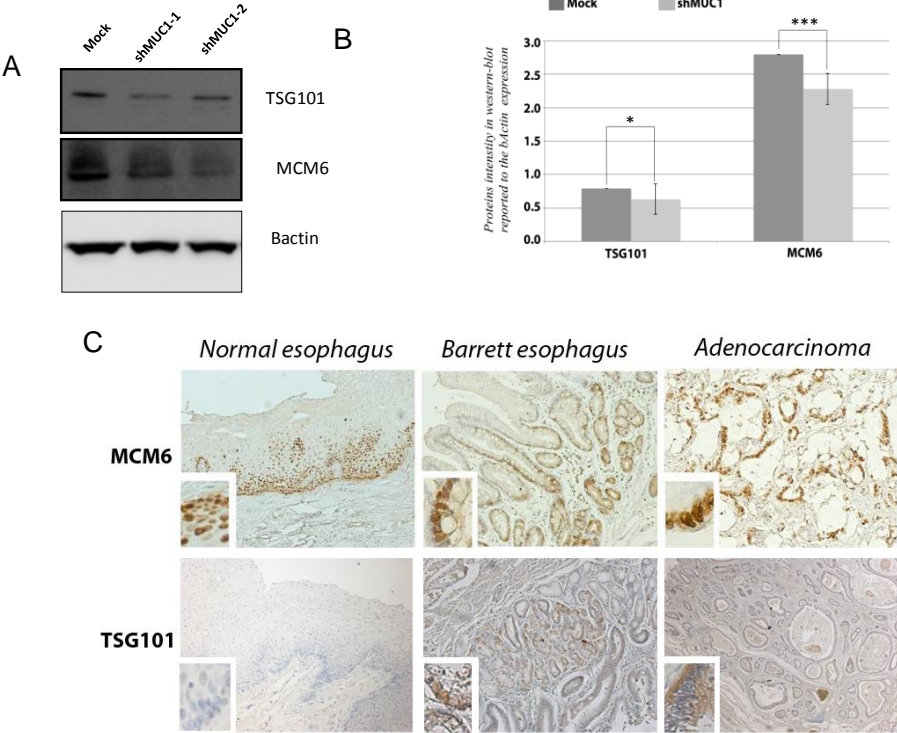 Mock shMUC1-1 shMUC1-2
A
TSG101
MCM6
Bactin
B
Mock shMUC1
Proteins intenstity in western-blot
reported to the bActin expression
3.0
2.5
2.0
1.5
1.0
0.5
0.0
*
***
TSG101 MCM6
C
Normal esophagus Barrett esophagus Adenocarcinoma
MCM6
TSG101